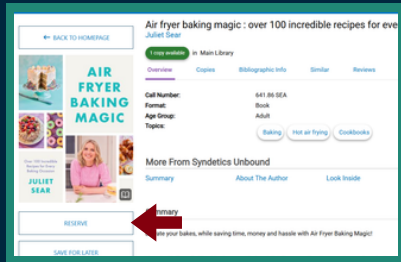 ← BACK TO HOMEPAGE
AIR
FRYER
BAKING
MAGIC
Over 100 Incredible
Recipes for Every
Baking Occasion
JULIET
SEAR
RESERVE
SAVE FOR LATER
Air fryer baking magic : over 100 incredible recipes for eve
Juliet Sear
1 copy available in Main Library
Overview Copies Bibliographic Info Similar Reviews
Call Number: 641.86 SEA
Format: Book
Age Group: Adult
Topics: Baking Hot air frying Cookbooks
More From Syndetics Unbound
Summary About The Author Look Inside
mmary
ate your bakes, while saving time, money and hassle with Air Fryer Baking Magic!